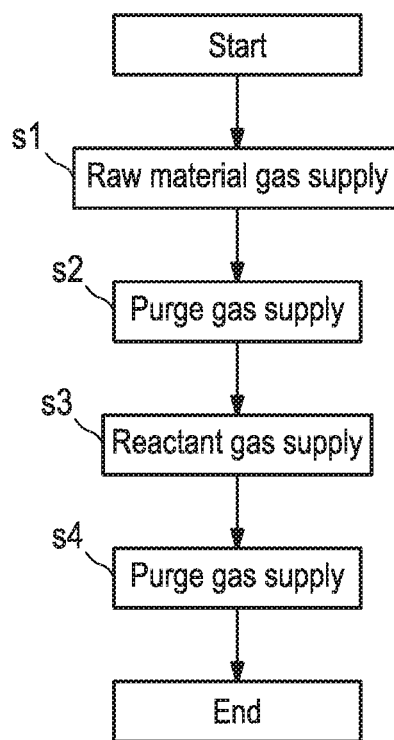 Start
s1
Raw material gas supply
s2
Purge gas supply
s3
Reactant gas supply
s4
Purge gas supply
End